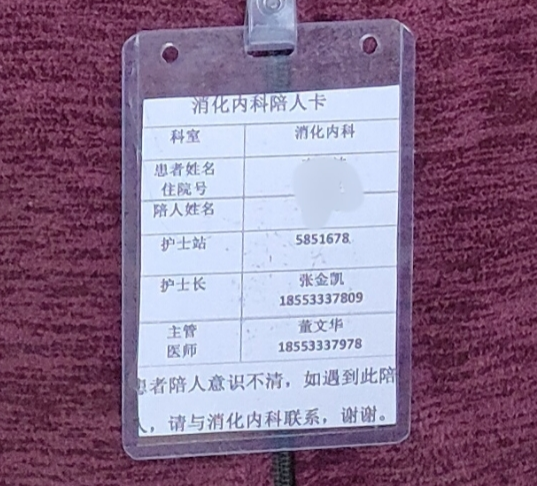 消化内科陪人卡
科室 消化内科
患者姓名
住院号
陪人姓名
护士站 5851678
护士长 张金凯
18553337809
主管 董文华
医师 18553337978
患者陪人意识不清，如遇到此陪
人，请与消化内科联系，谢谢。